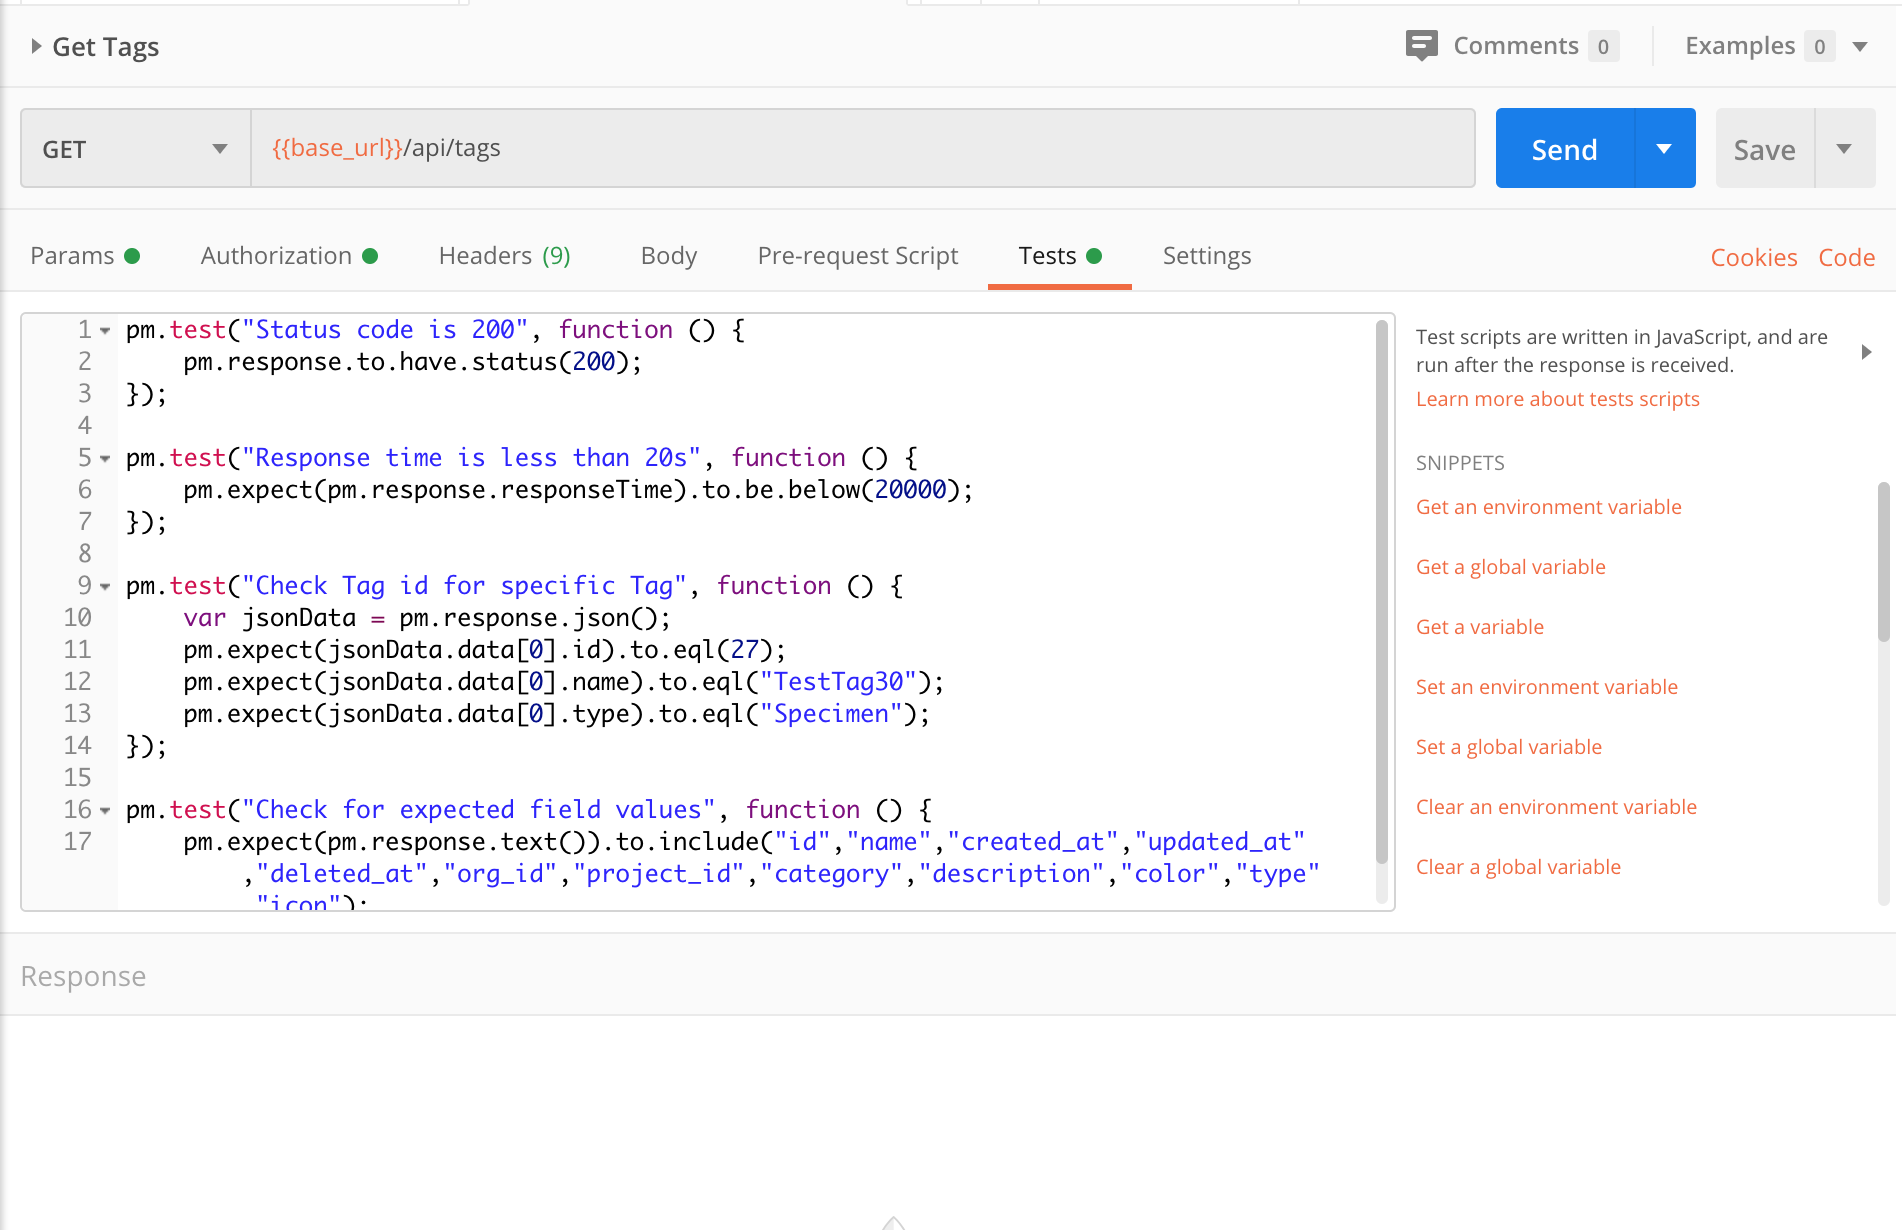 Get Tags
Comments 0
Examples 0
GET
{{base_url}}/api/tags
Send
Save
Params
Authorization
Headers (9)
Body
Pre-request Script
Tests
Settings
Cookies
Code
1 pm.test("Status code is 200", function () {
2 pm.response.to.have.status(200);
3 });
4
5 pm.test("Response time is less than 20s", function () {
6 pm.expect(pm.response.responseTime).to.be.below(20000);
7 });
8
9 pm.test("Check Tag id for specific Tag", function () {
10 var jsonData = pm.response.json();
11 pm.expect(jsonData.data[0].id).to.eql(27);
12 pm.expect(jsonData.data[0].name).to.eql("TestTag30");
13 pm.expect(jsonData.data[0].type).to.eql("Specimen");
14 });
15
16 pm.test("Check for expected field values", function () {
17 pm.expect(pm.response.text()).to.include("id","name","created_at","updated_at"
,"deleted_at","org_id","project_id","category","description","color","type"
"icon");
Test scripts are written in JavaScript, and are
run after the response is received.
Learn more about tests scripts
SNIPPETS
Get an environment variable
Get a global variable
Get a variable
Set an environment variable
Set a global variable
Clear an environment variable
Clear a global variable
Response